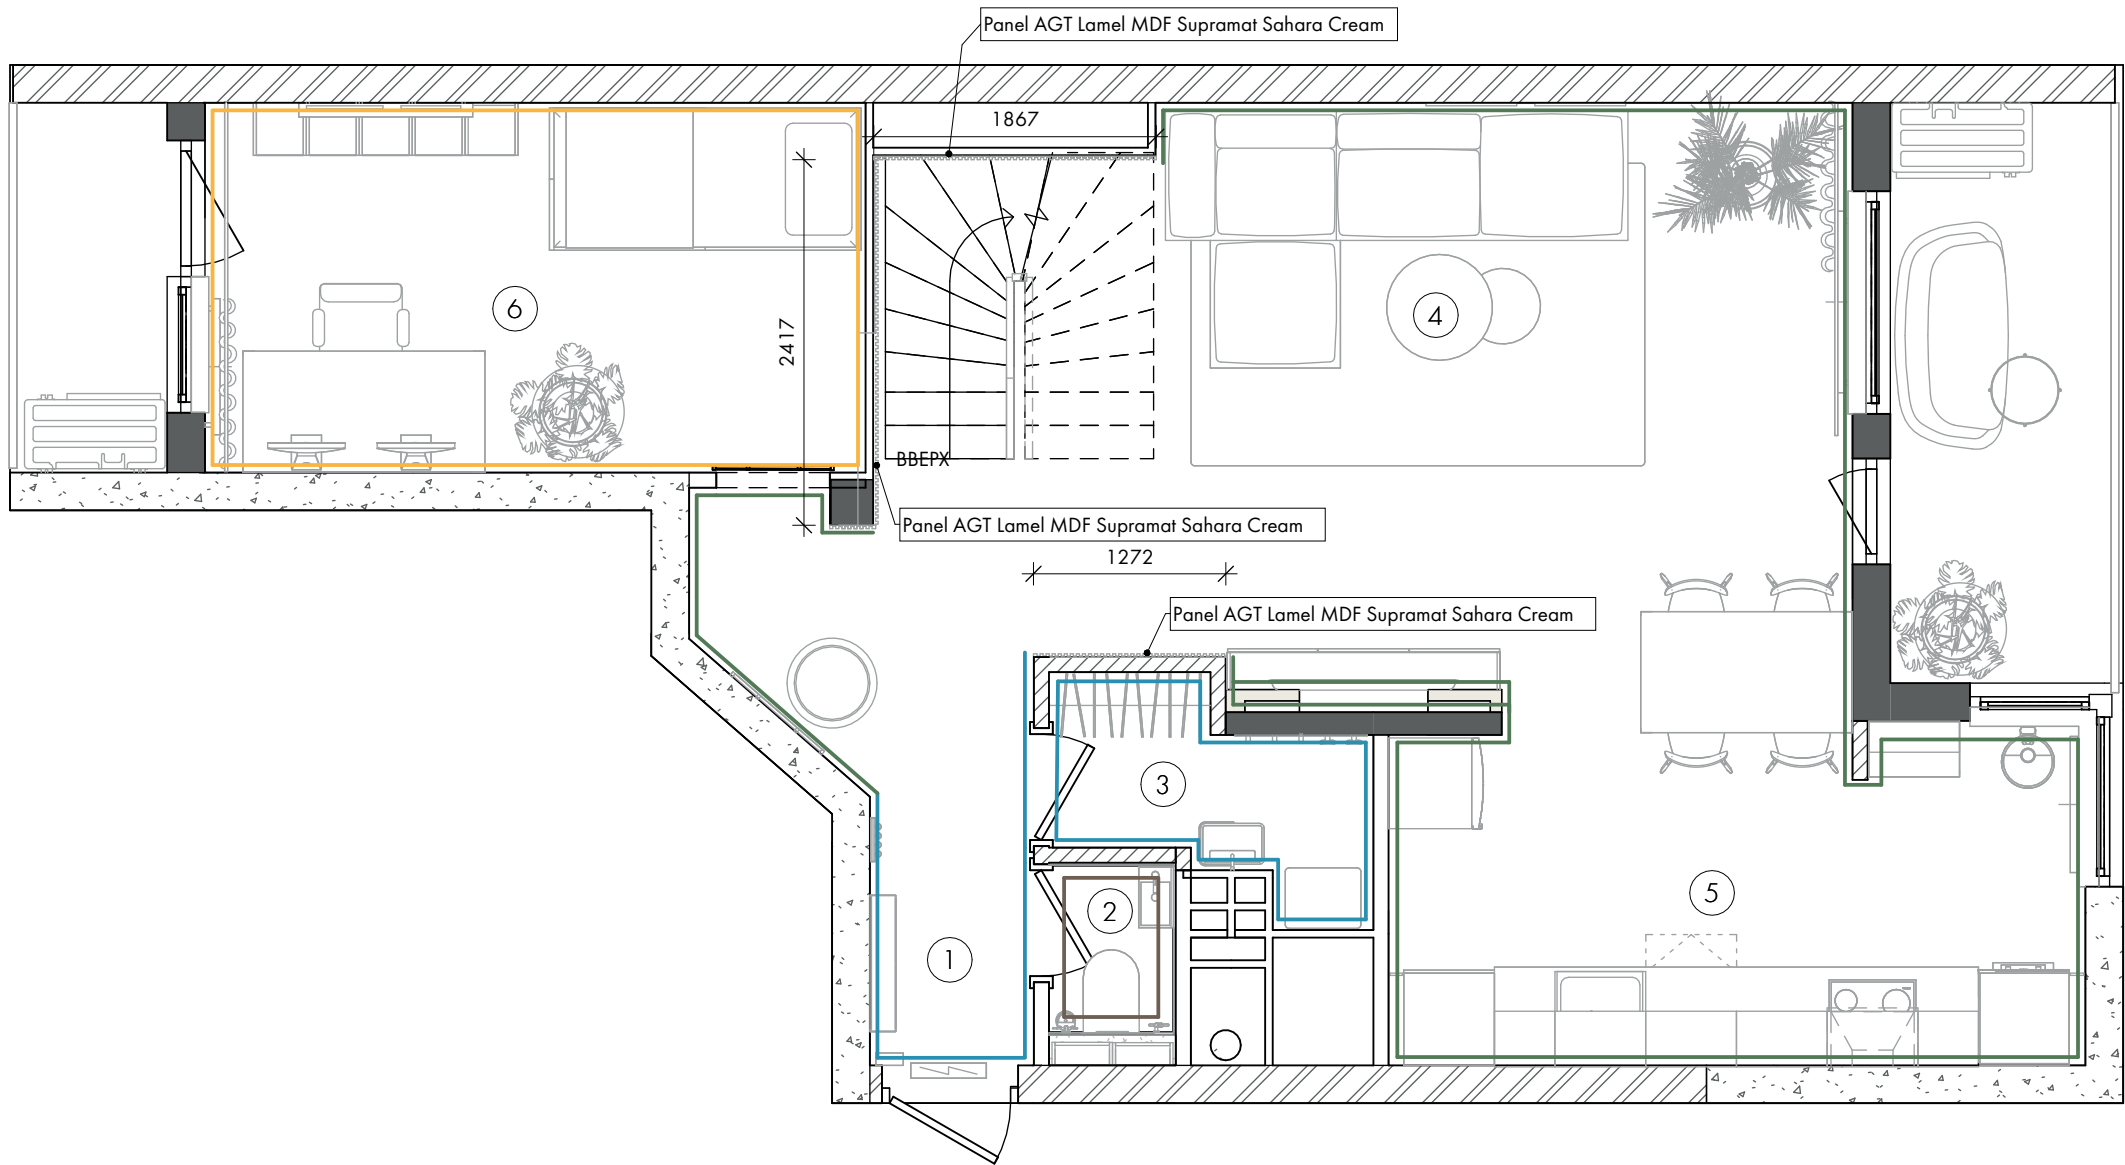 Panel AGT Lamel MDF Supramat Sahara Cream
1867
6
4
2417
ВВЕРХ
Panel AGT Lamel MDF Supramat Sahara Cream
1272
Panel AGT Lamel MDF Supramat Sahara Cream
3
5
2
1